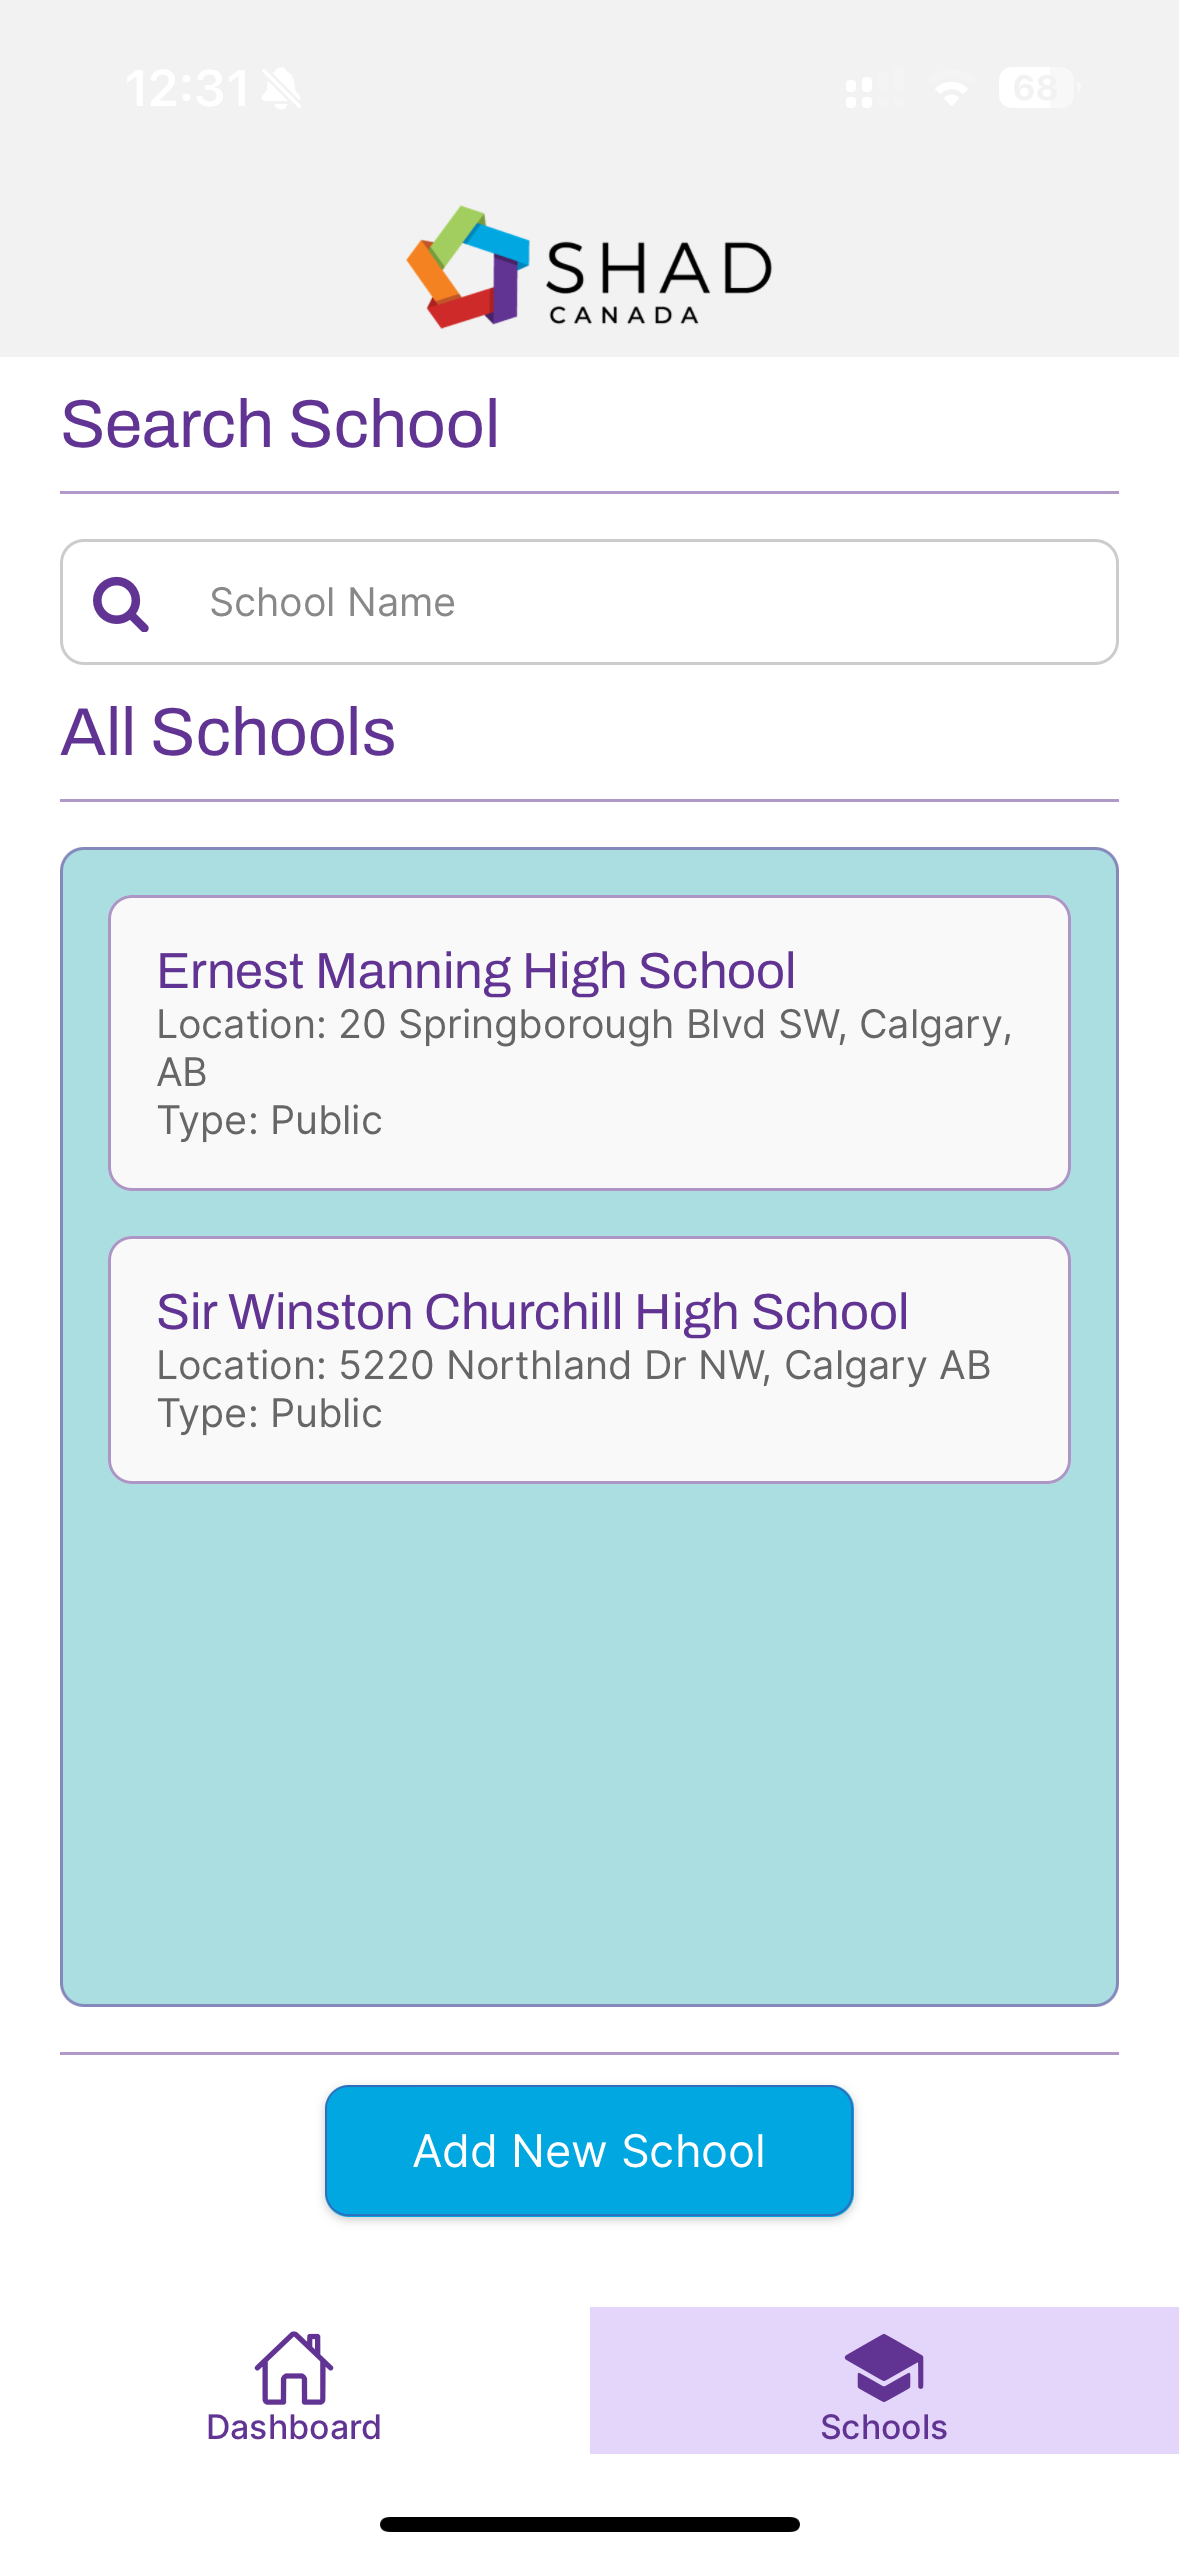 12:31
68
SHAD
CANADA
Search School
School Name
All Schools
Ernest Manning High School
Location: 20 Springborough Blvd SW, Calgary,
AB
Type: Public
Sir Winston Churchill High School
Location: 5220 Northland Dr NW, Calgary AB
Type: Public
Add New School
Dashboard
Schools